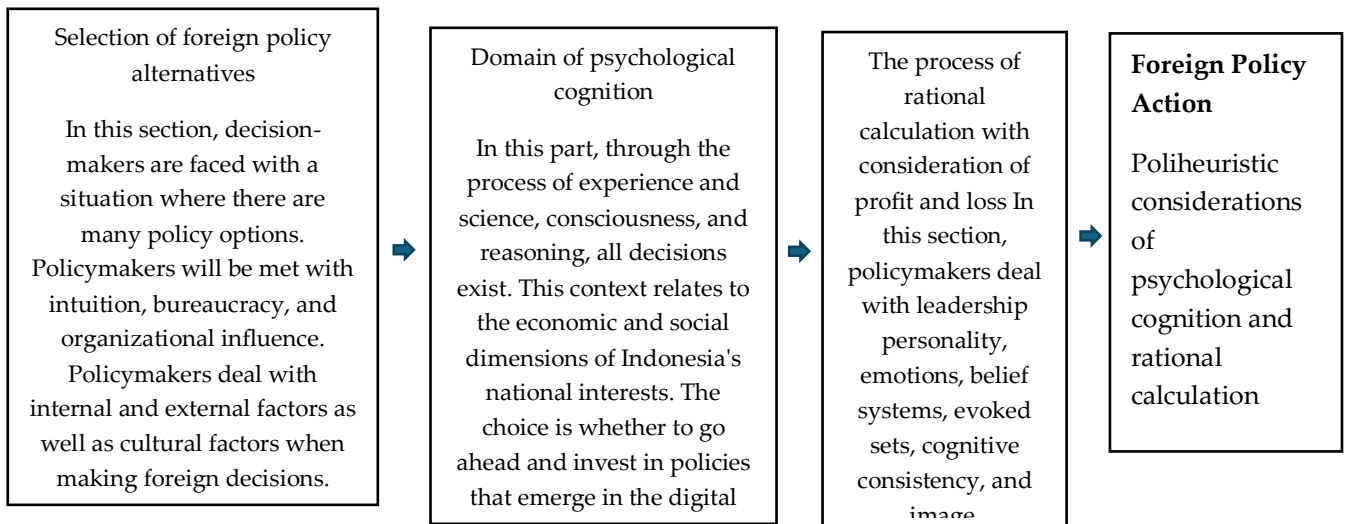 Selection of foreign policy
alternatives
In this section, decision-
makers are faced with a
situation where there are
many policy options.
Policymakers will be met with
intuition, bureaucracy, and
organizational influence.
Policymakers deal with
internal and external factors as
well as cultural factors when
making foreign decisions.
Domain of psychological
cognition
In this part, through the
process of experience and
science, consciousness, and
reasoning, all decisions
exist. This context relates to
the economic and social
dimensions of Indonesia's
national interests. The
choice is whether to go
ahead and invest in policies
that emerge in the digital
The process of
rational
calculation with
consideration of
profit and loss In
this section,
policymakers deal
with leadership
personality,
emotions, belief
systems, evoked
sets, cognitive
consistency, and
image
Foreign Policy
Action
Poliheuristic
considerations
of
psychological
cognition and
rational
calculation